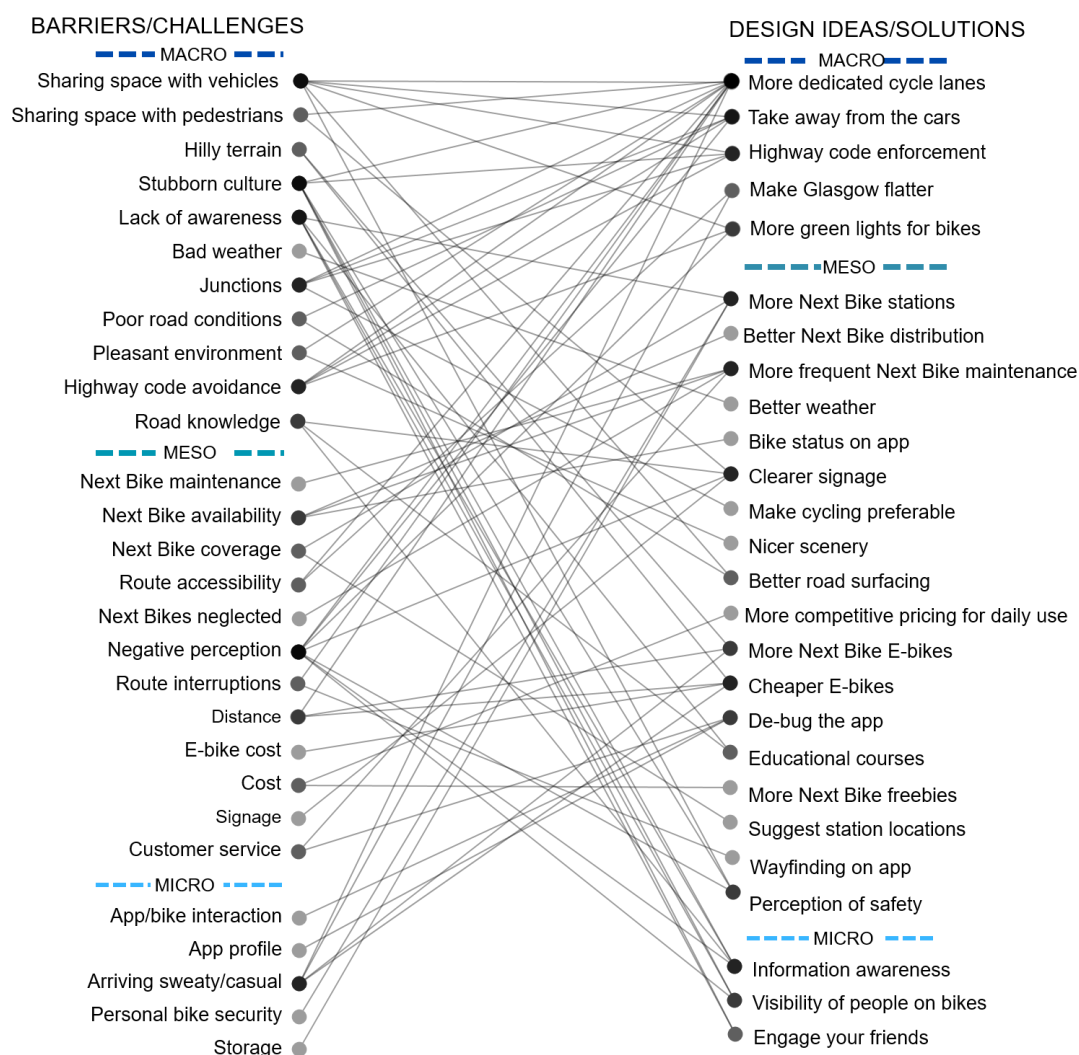 BARRIERS/CHALLENGES
MACRO
Sharing space with vehicles
Sharing space with pedestrians
Hilly terrain
Stubborn culture
Lack of awareness
Bad weather
Junctions
Poor road conditions
Pleasant environment
Highway code avoidance
Road knowledge
MESO
Next Bike maintenance
Next Bike availability
Next Bike coverage
Route accessibility
Next Bikes neglected
Negative perception
Route interruptions
Distance
E-bike cost
Cost
Signage
Customer service
MICRO
App/bike interaction
App profile
Arriving sweaty/casual
Personal bike security
Storage
DESIGN IDEAS/SOLUTIONS
MACRO
More dedicated cycle lanes
Take away from the cars
Highway code enforcement
Make Glasgow flatter
More green lights for bikes
MESO
More Next Bike stations
Better Next Bike distribution
More frequent Next Bike maintenance
Better weather
Bike status on app
Clearer signage
Make cycling preferable
Nicer scenery
Better road surfacing
More competitive pricing for daily use
More Next Bike E-bikes
Cheaper E-bikes
De-bug the app
Educational courses
More Next Bike freebies
Suggest station locations
Wayfinding on app
Perception of safety
MICRO
Information awareness
Visibility of people on bikes
Engage your friends